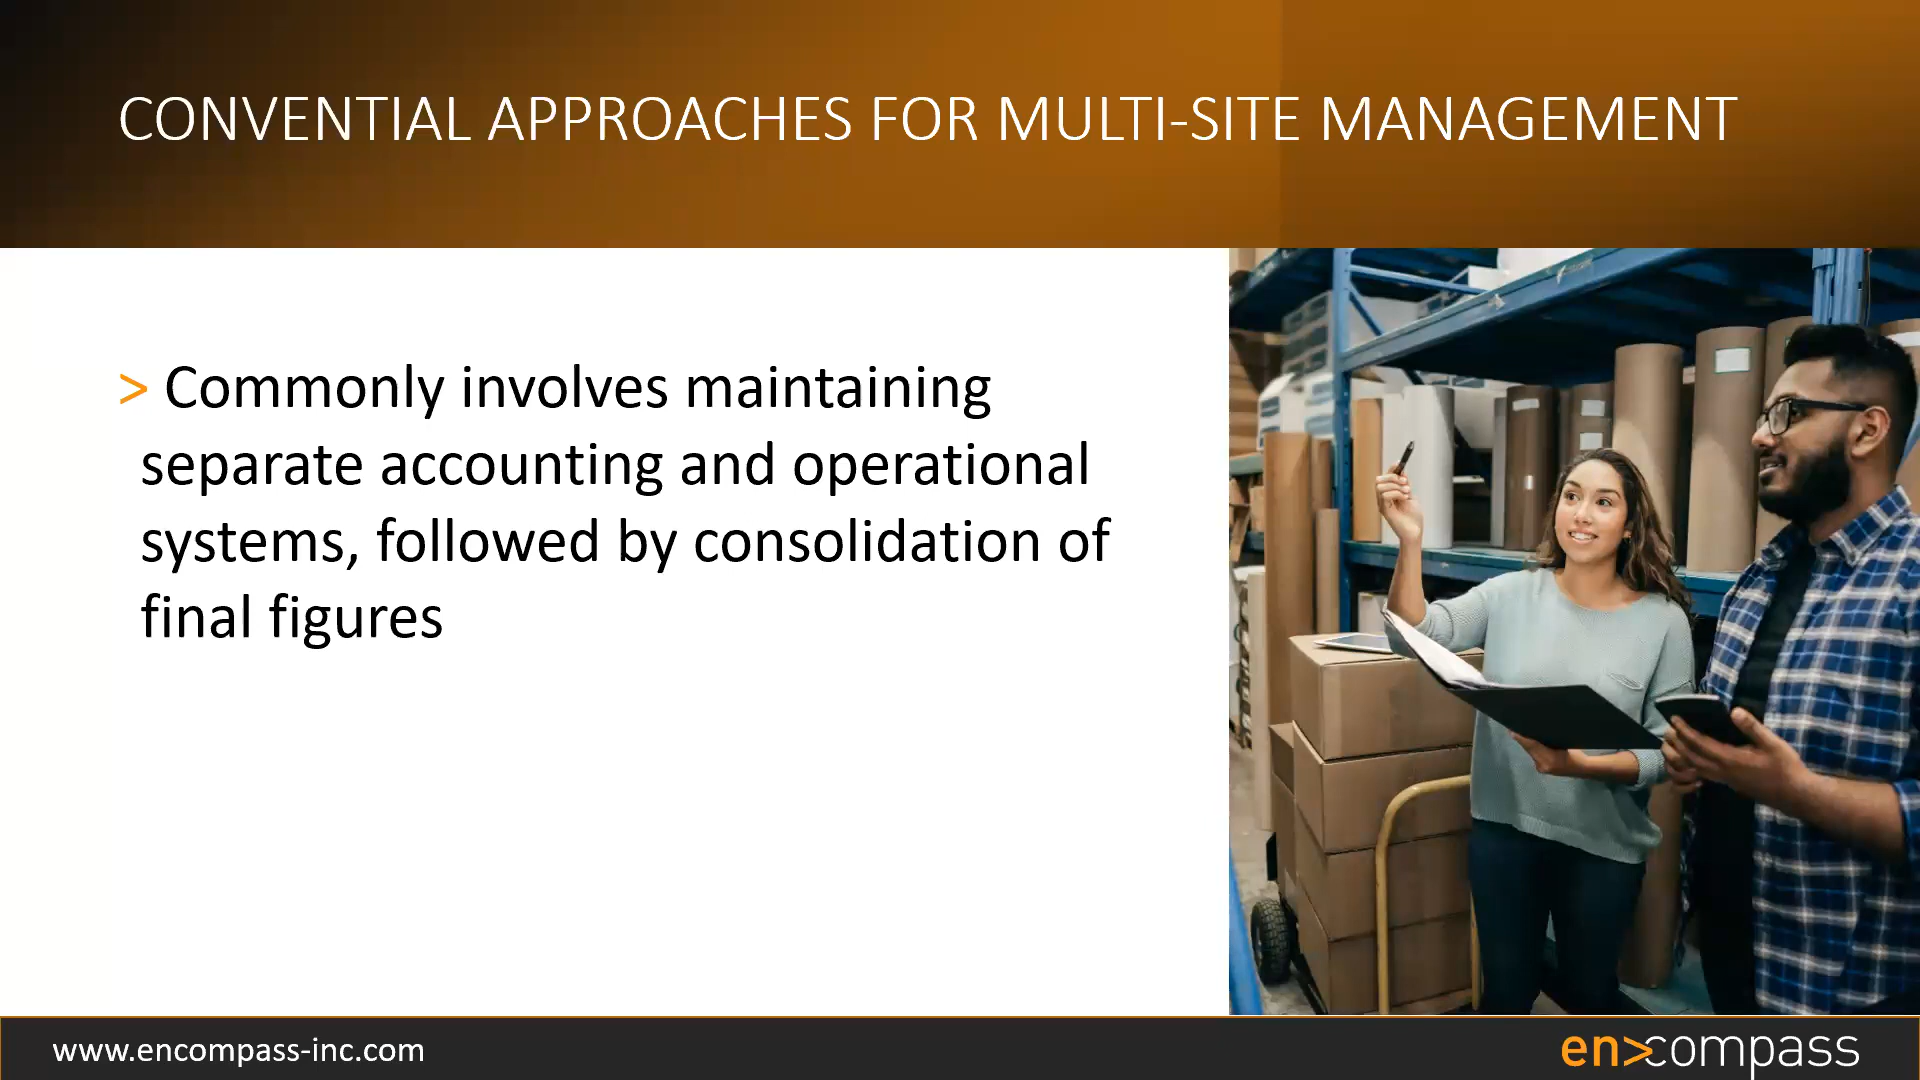 CONVENTIAL APPROACHES FOR MULTI-SITE MANAGEMENT
> Commonly involves maintaining
separate accounting and operational
systems, followed by consolidation of
final figures
www.encompass-inc.com
en>compass